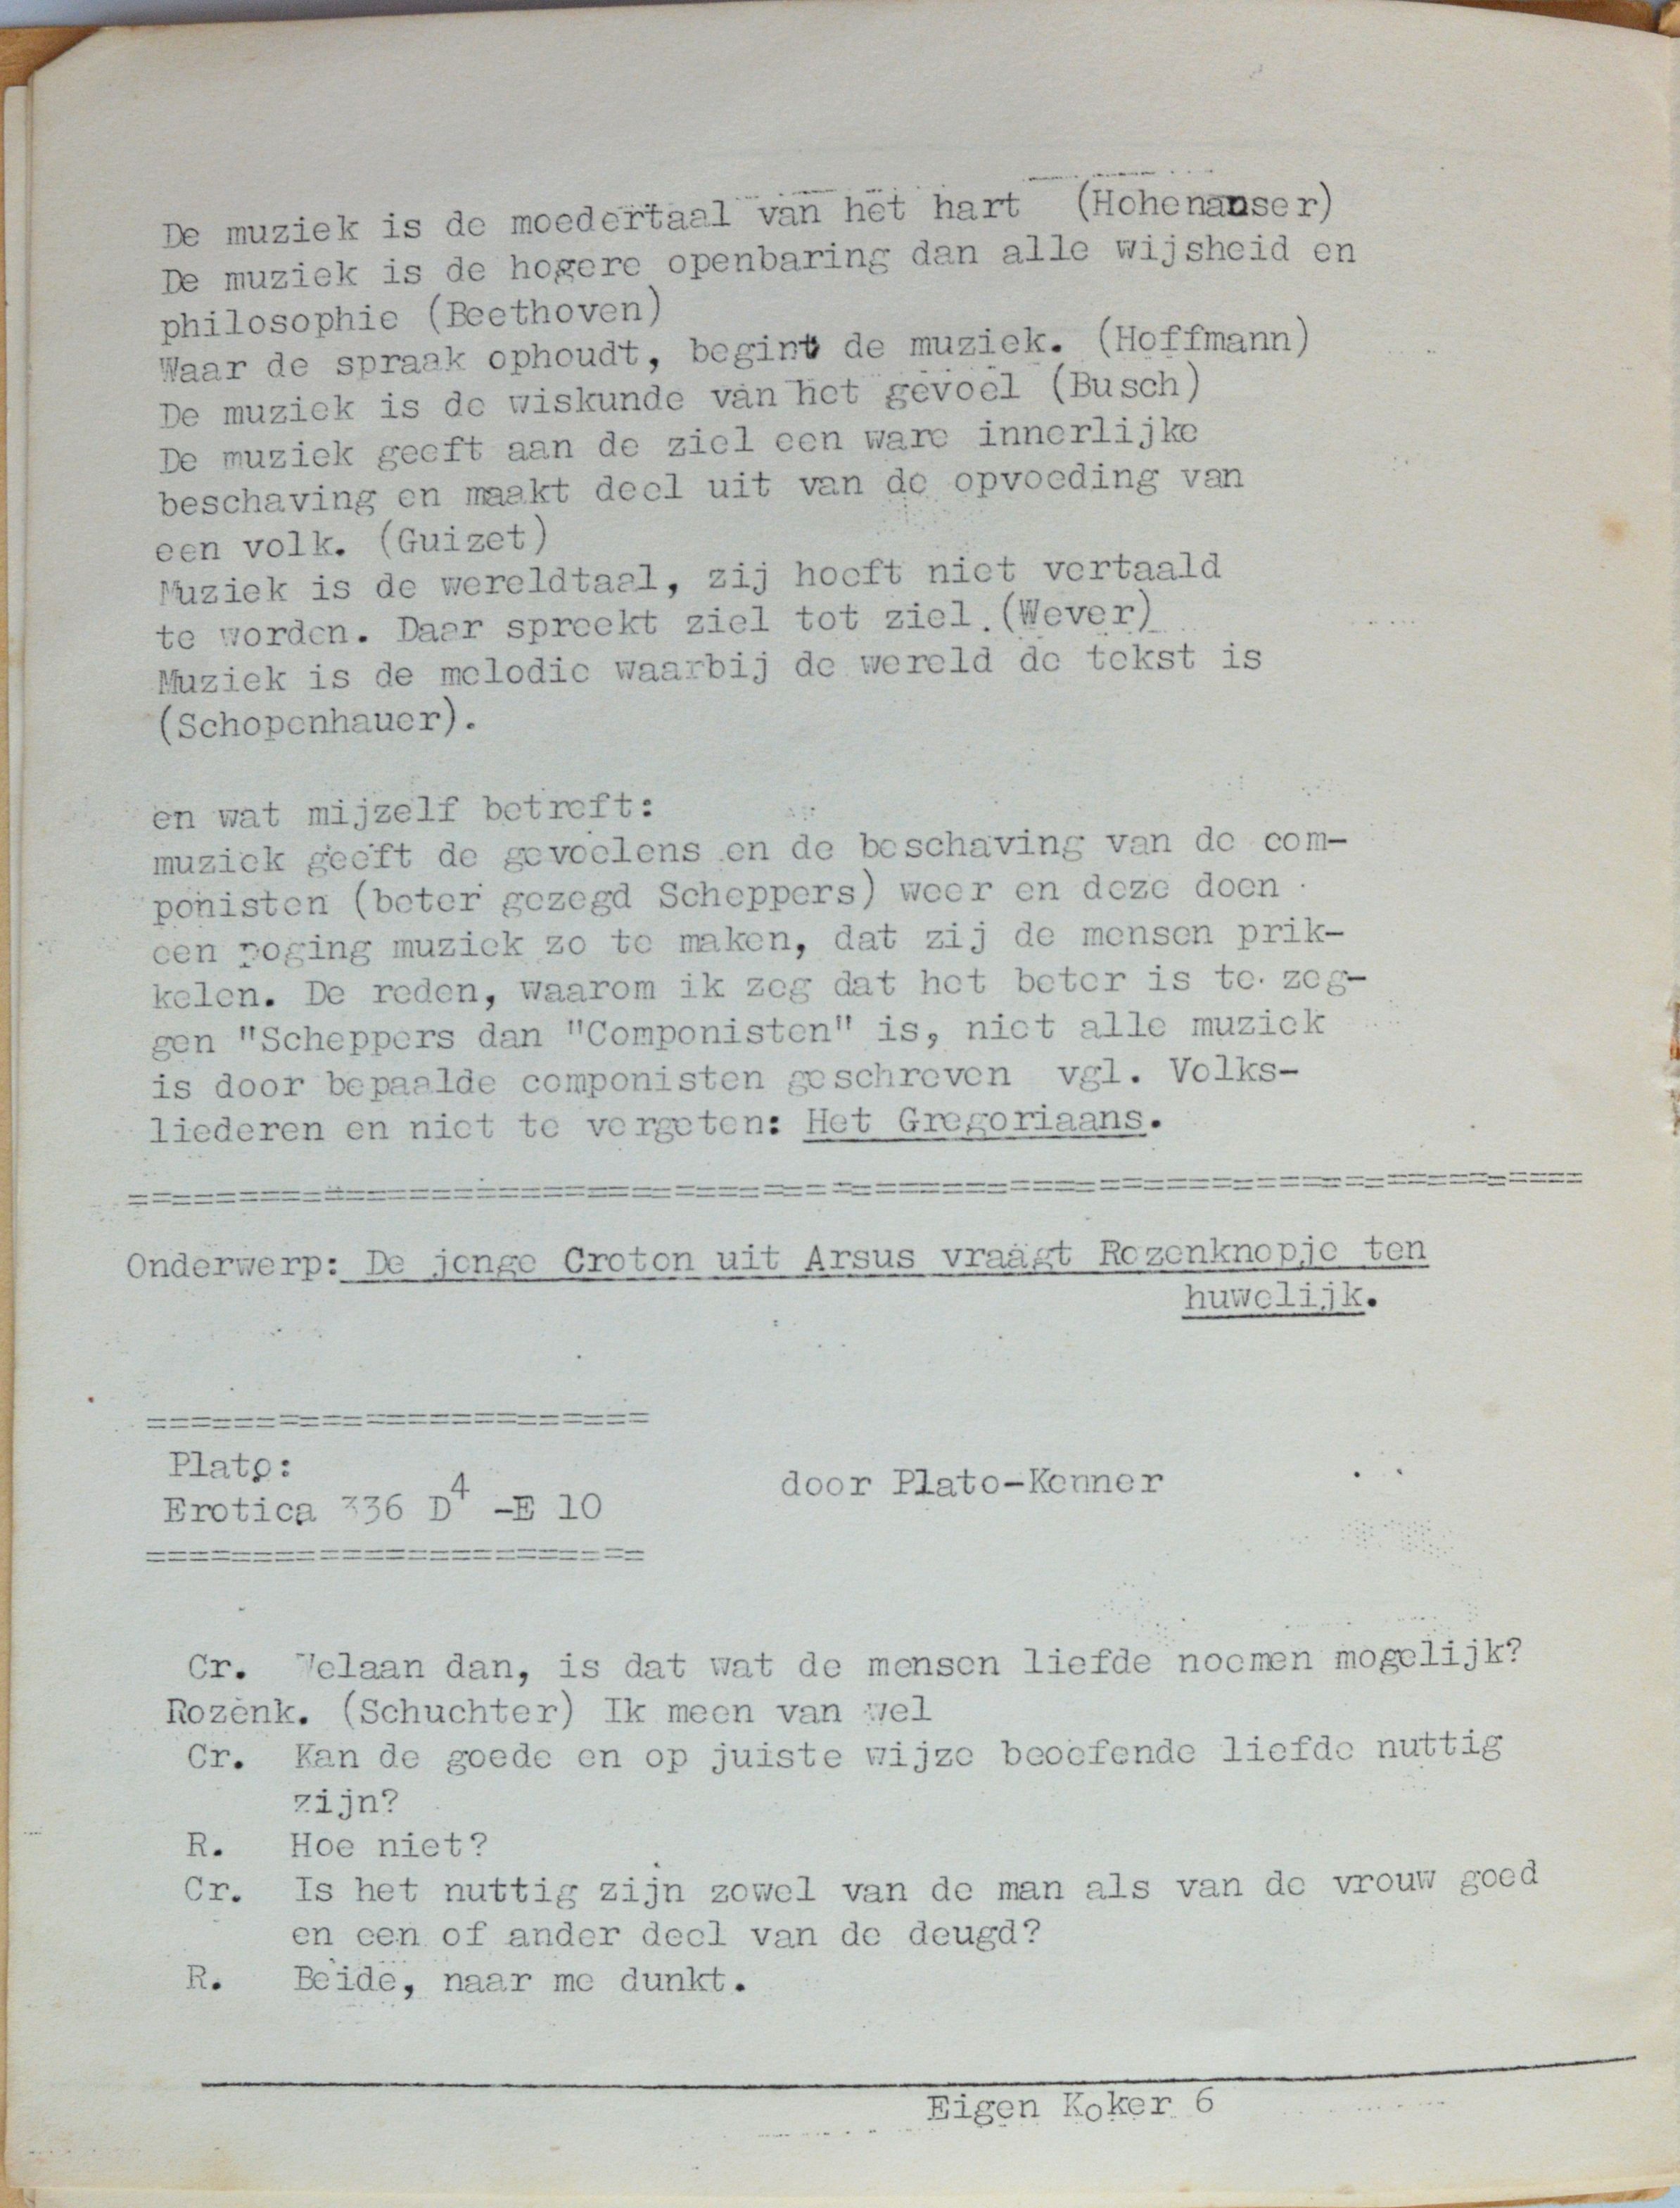 De muziek is de moedertaal van het hart (Hohenanser)
De muziek is de hogere openbaring dan alle wijsheid en
philosophie (Beethoven)
Waar de spraak ophoudt, begint de muziek. (Hoffmann)
De muziek is de wiskunde van het gevoel (Busch)
De muziek geeft aan de ziel een ware innerlijke
beschaving en maakt deel uit van de opvoeding van
een volk. (Guizet)
Muziek is de wereldtaal, zij hoeft niet vertaald
te worden. Daar spreekt ziel tot ziel.(Wever)
Muziek is de melodie waarbij de wereld de tekst is
(Schopenhauer).
en wat mijzelf betreft:
muziek geeft de gevoelens en de beschaving van de com-
ponisten (beter gezegd Scheppers) weer en deze doen
een poging muziek zo te maken, dat zij de mensen prik-
kelen. De reden, waarom ik zeg dat het beter is te zeg-
gen "Scheppers dan "Componisten" is, niet alle muziek
is door bepaalde componisten geschreven vgl. Volks-
liederen en niet te vergeten: Het Gregoriaans.
==================================================================
Onderwerp: De jonge Croton uit Arsus vraagt Rozenknopje ten
huwelijk.
=======================
Plato:
door Plato-Kenner
Erotica 336 D4 -E 10
=======================
Cr. Welaan dan, is dat wat de mensen liefde noemen mogelijk?
Rozenk. (Schuchter) Ik meen van wel
Cr. Kan de goede en op juiste wijze beoefende liefde nuttig
zijn?
R. Hoe niet?
Cr. Is het nuttig zijn zowel van de man als van de vrouw goed
en een of ander deel van de deugd?
R. Beide, naar me dunkt.
Eigen Koker 6